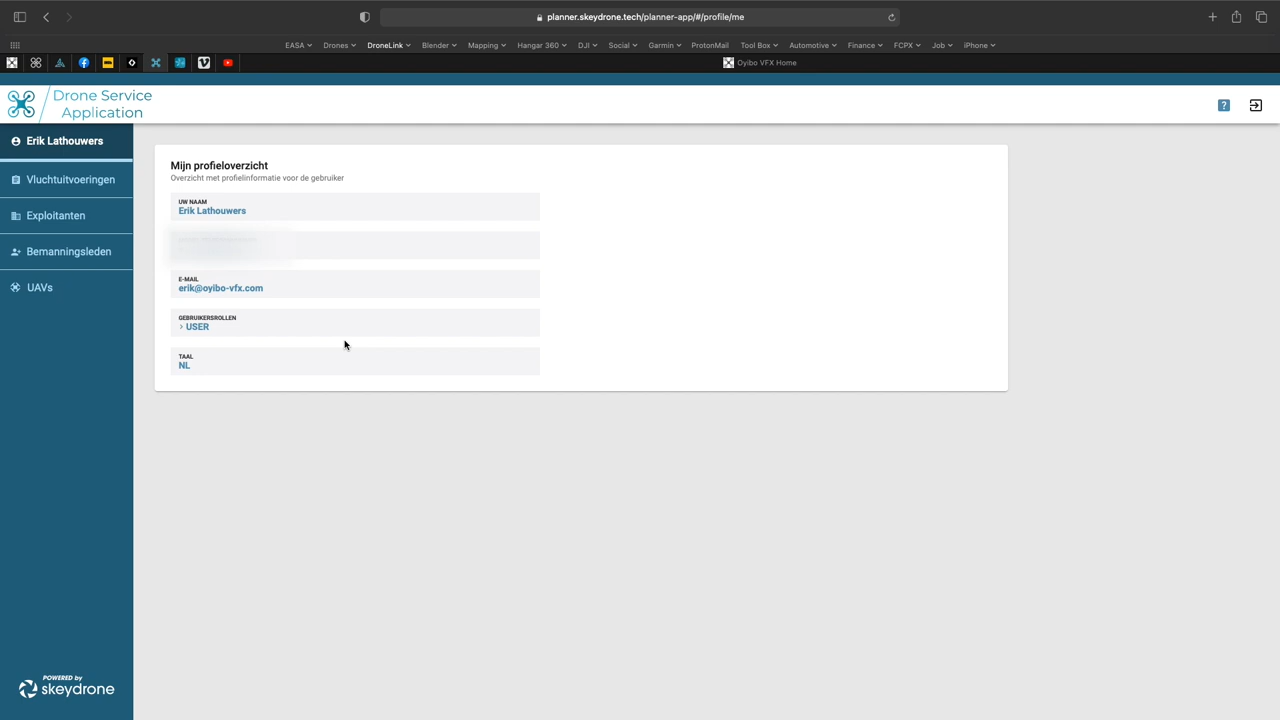 planner.skeydrone.tech/planner-app/#/profile/me
EASA Drones DroneLink Blender Mapping Hangar 360 DJI Social Garmin ProtonMail Tool Box Automotive Finance FCPX Job iPhone
Oyibo VFX Home
Drone Service
Application
?
Erik Lathouwers
Vluchtuitvoeringen
Exploitanten
Bemanningsleden
UAVs
Mijn profieloverzicht
Overzicht met profielinformatie voor de gebruiker
UW NAAM
Erik Lathouwers
E-MAIL
erik@oyibo-vfx.com
GEBRUIKERSROLLEN
› USER
TAAL
NL
POWERED by
skeydrone